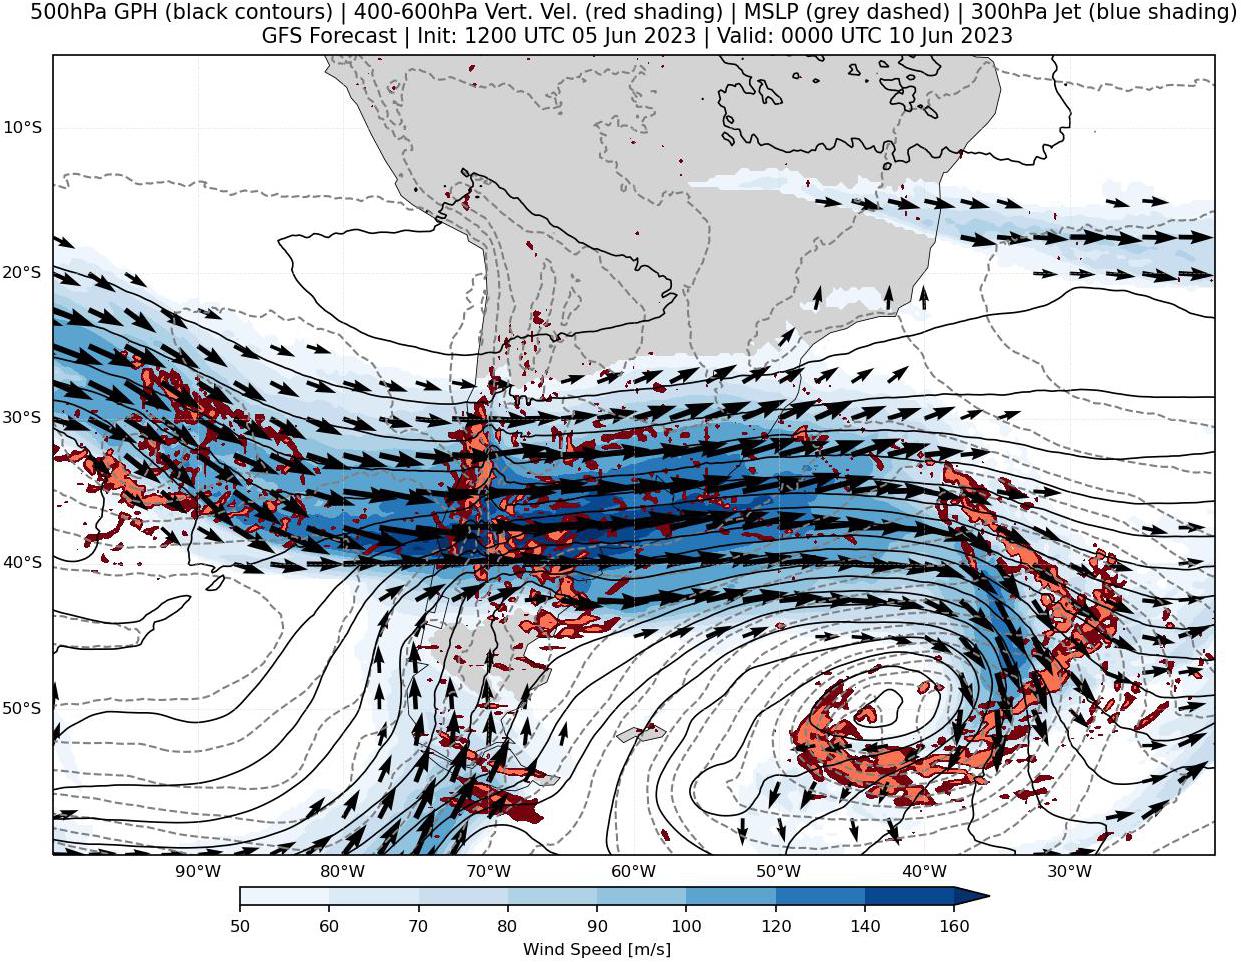 500hPa GPH (black contours) | 400-600hPa Vert. Vel. (red shading) | MSLP (grey dashed) | 300hPa Jet (blue shading)
GFS Forecast | Init: 1200 UTC 05 Jun 2023 | Valid: 0000 UTC 10 Jun 2023
10°S
20°S
30°S
40°S
50°S
90°W 80°W 70°W 60°W 50°W 40°W 30°W
50 60 70 80 90 100 120 140 160
Wind Speed [m/s]